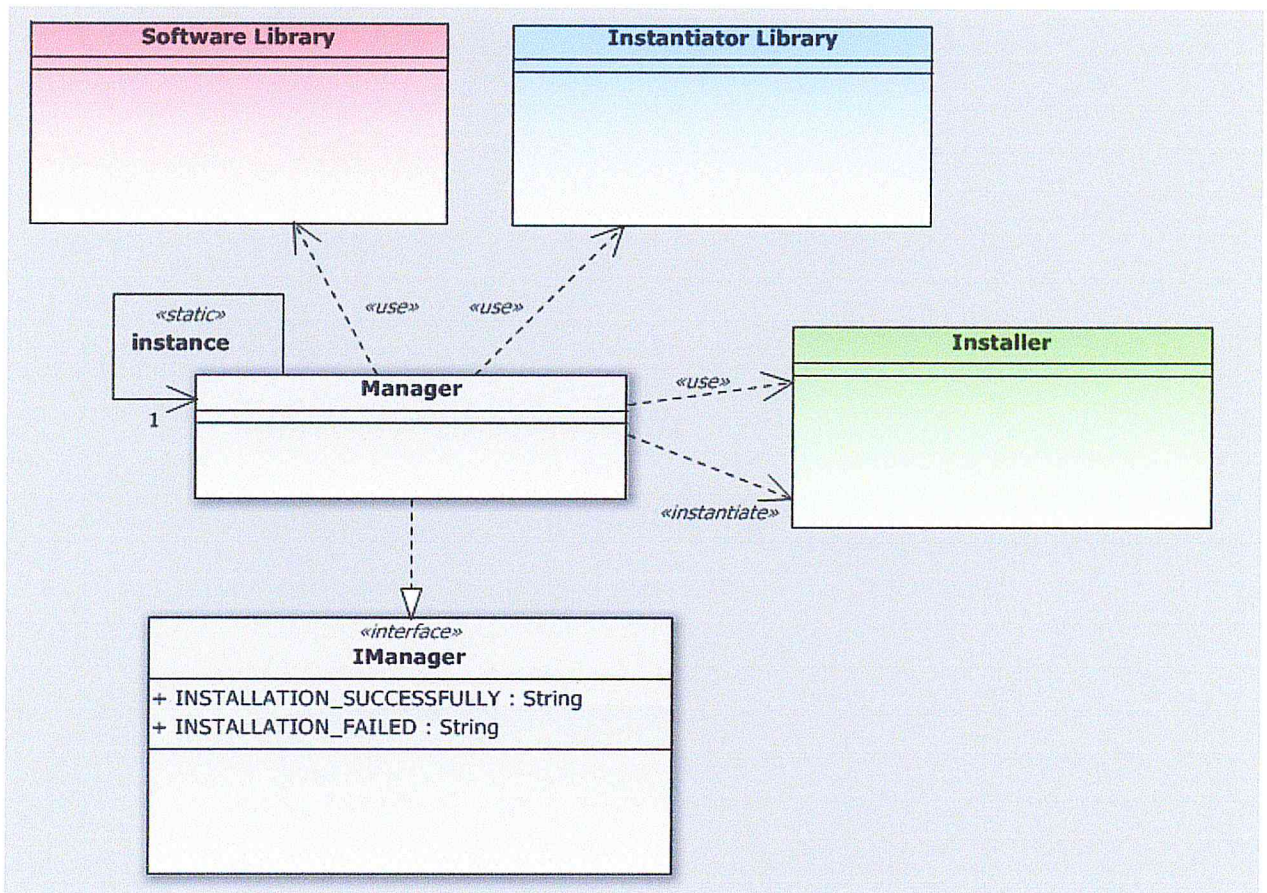 Software Library
Instantiator Library
«use»
«use»
«static»
instance
1
Manager
«use»
«instantiate»
Installer
«interface»
IManager
+ INSTALLATION_SUCCESSFULLY : String
+ INSTALLATION_FAILED : String